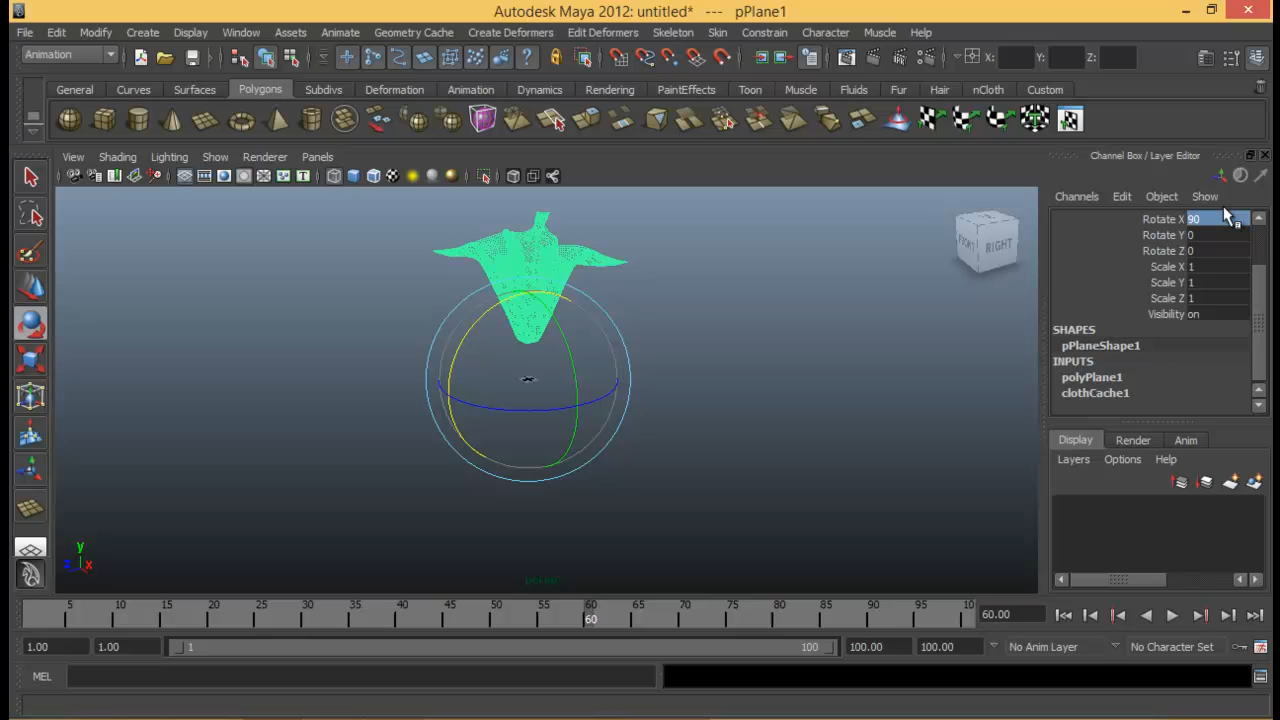 Autodesk Maya 2012: untitled* --- pPlane1
File Edit Modify Create Display Window Assets Animate Geometry Cache Create Deformers Edit Deformers Skeleton Skin Constrain Character Muscle Help
Animation X: Y: Z:
General Curves Surfaces Polygons Subdivs Deformation Animation Dynamics Rendering PaintEffects Toon Muscle Fluids Fur Hair nCloth Custom
View Shading Lighting Show Renderer Panels
Channel Box / Layer Editor
Channels Edit Object Show
Rotate X 90
Rotate Y 0
Rotate Z 0
Scale X 1
Scale Y 1
Scale Z 1
Visibility on
SHAPES
pPlaneShape1
INPUTS
polyPlane1
clothCache1
FRONT RIGHT
Display Render Anim
Layers Options Help
y
z x
persp
5 10 15 20 25 30 35 40 45 50 55 60 65 70 75 80 85 90 95 10
60
60.00
1.00 1.00 1 100 100.00 100.00 No Anim Layer No Character Set
MEL